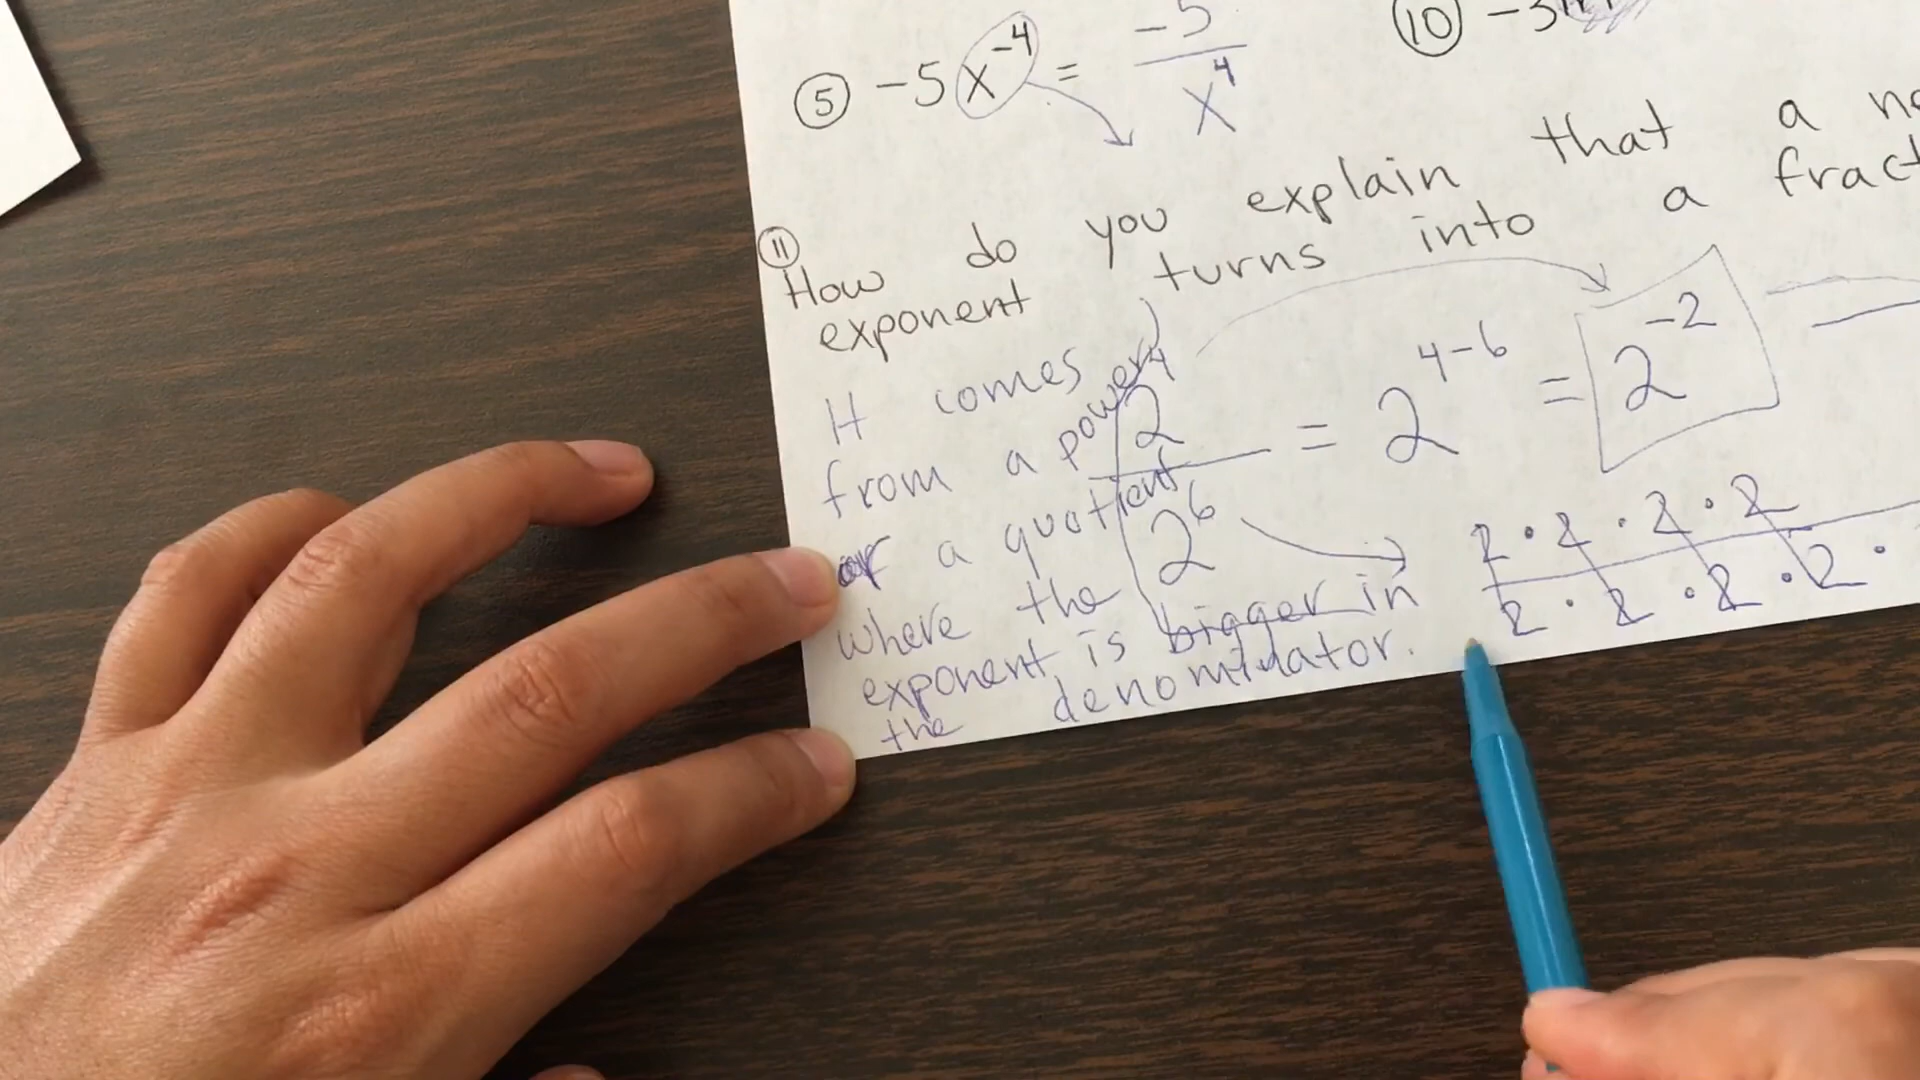 ⑤ -5x⁻⁴ = -5/x⁴
⑩ -3
⑪
How do you explain that a
exponent turns into a
It comes
from a power
or a quotient
where the
exponent is bigger in
the denominator.
2⁴/2⁶ = 2⁴⁻⁶ = 2⁻²
2 · 2 · 2 · 2
2 · 2 · 2 · 2 ·